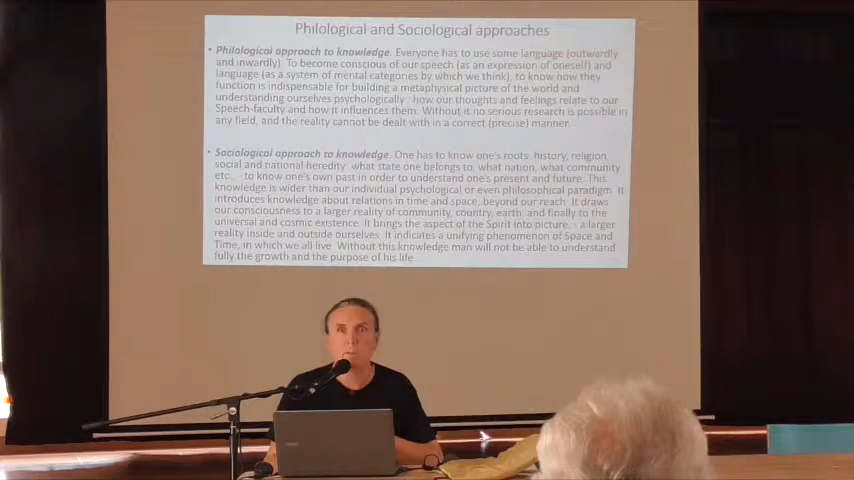 Philological and Sociological approaches
• Philological approach to knowledge. Everyone has to use some language (outwardly
and inwardly). To become conscious of our speech (as an expression of oneself) and
language (as a system of mental categories by which we think), to know how they
function is indispensable for building a metaphysical picture of the world and
understanding ourselves psychologically: how our thoughts and feelings relate to our
Speech-faculty and how it influences them. Without it no serious research is possible in
any field, and the reality cannot be dealt with in a correct (precise) manner.
• Sociological approach to knowledge. One has to know one's roots, history, religion,
social and national heredity: what state one belongs to, what nation, what community
etc., - to know one's own past in order to understand one's present and future. This
knowledge is wider than our individual psychological or even philosophical paradigm. It
introduces knowledge about relations in time and space, beyond our reach. It draws
our consciousness to a larger reality of community, country, earth, and finally to the
universal and cosmic existence. It brings the aspect of the Spirit into picture, - a larger
reality inside and outside ourselves. It indicates a unifying phenomenon of Space and
Time, in which we all live. Without this knowledge man will not be able to understand
fully the growth and the purpose of his life.